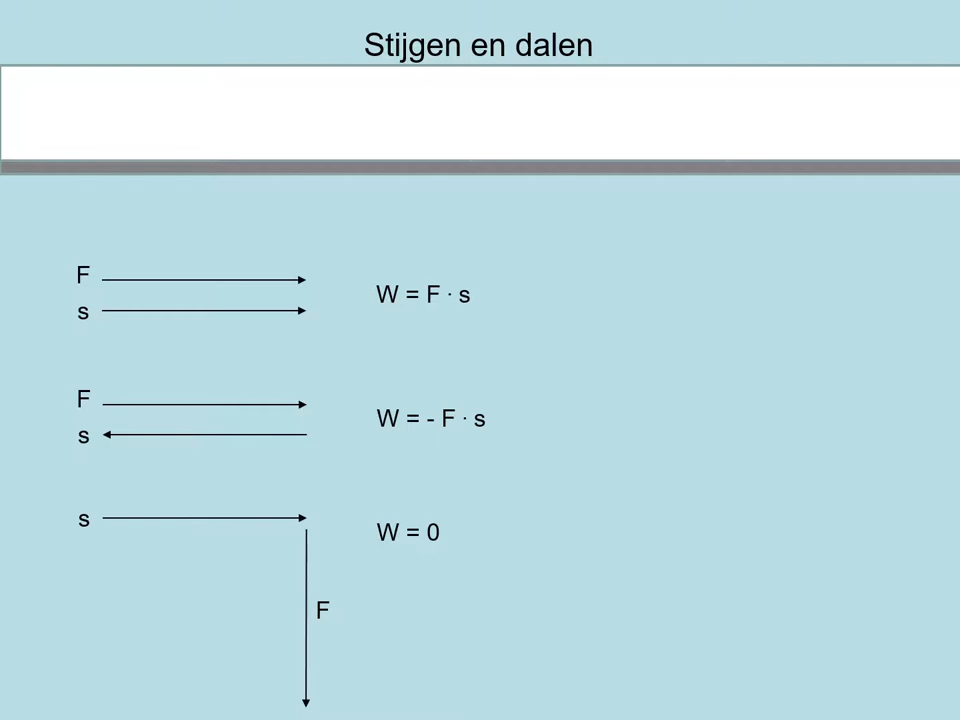 Stijgen en dalen
F
s
W = F · s
F
s
W = - F · s
s
W = 0
F